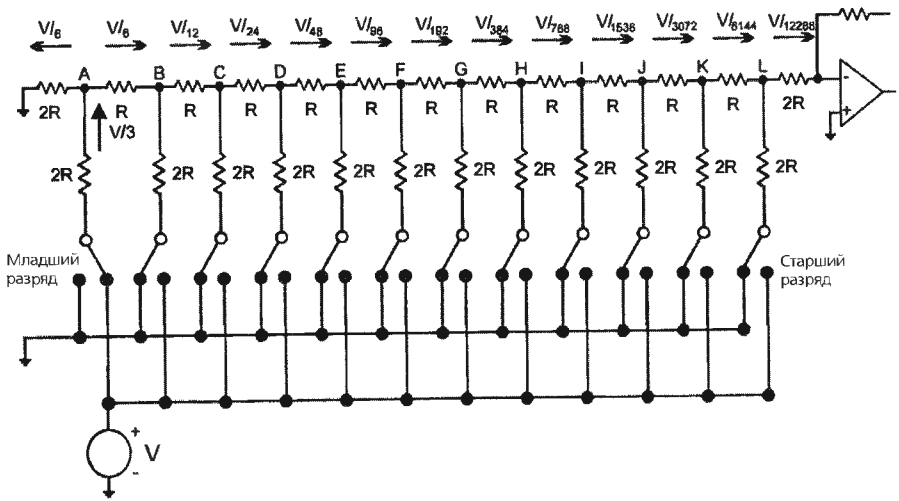 V/6 V/6 V/12 V/24 V/48 V/96 V/192 V/384 V/768 V/1536 V/3072 V/6144 V/12288
A B C D E F G H I J K L -
2R R R R R R R R R R R R 2R +
V/3
2R 2R 2R 2R 2R 2R 2R 2R 2R 2R 2R 2R
Младший
разряд
Старший
разряд
+
V
-